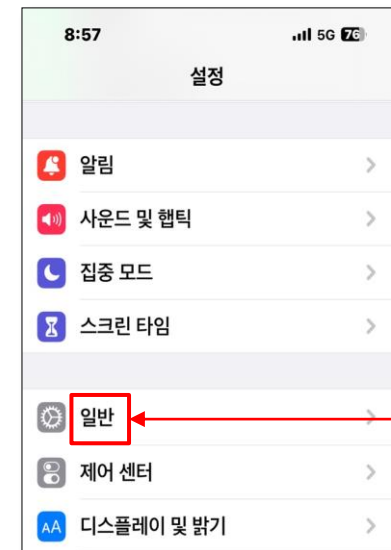 8:57 5G 76
설정
알림
사운드 및 햅틱
집중 모드
스크린 타임
일반
제어 센터
AA 디스플레이 및 밝기